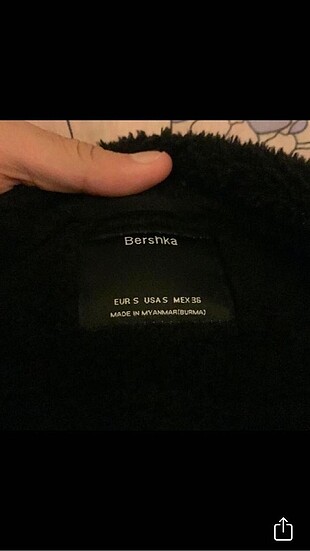 Bershka
EUR S USA S MEX 36
MADE IN MYANMAR(BURMA)